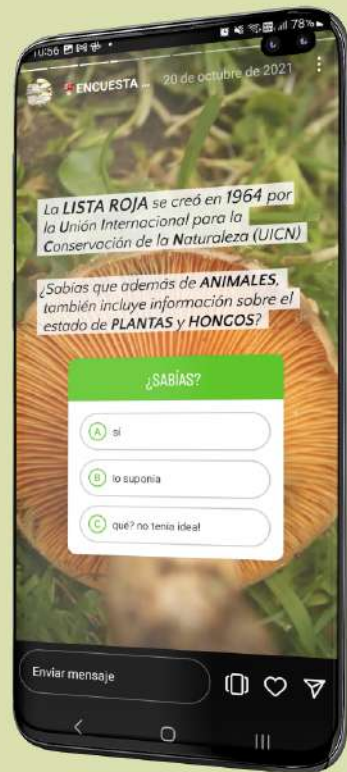 10:56
78%
ENCUESTA ...
20 de octubre de 2021
La LISTA ROJA se creó en 1964 por
la Unión Internacional para la
Conservación de la Naturaleza (UICN)
¿Sabías que además de ANIMALES,
también incluye información sobre el
estado de PLANTAS y HONGOS?
¿SABÍAS?
A sí
B lo suponía
C qué? no tenía idea!
Enviar mensaje